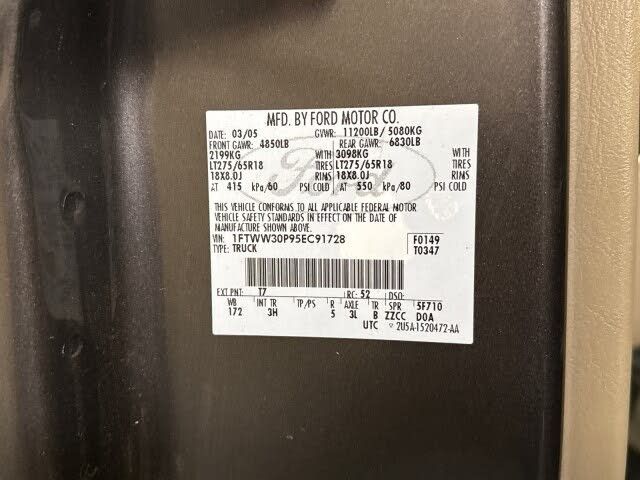 MFD. BY FORD MOTOR CO.
DATE: 03/05 GVWR: 11200LB/ 5080KG
FRONT GAWR: 4850LB REAR GAWR: 6830LB
2199KG WITH 3098KG WITH
LT275/65R18 TIRES LT275/65R18 TIRES
18X8.0J RIMS 18X8.0J RIMS
AT 415 kPa/60 PSI COLD AT 550 kPa/80 PSI COLD
Ford
THIS VEHICLE CONFORMS TO ALL APPLICABLE FEDERAL MOTOR
VEHICLE SAFETY STANDARDS IN EFFECT ON THE DATE OF
MANUFACTURE SHOWN ABOVE.
VIN: 1FTWW30P95EC91728 F0149
TYPE: TRUCK T0347
EXT PNT: T7 RC: 52 DSO:
WB INT TR TP/PS R AXLE TR SPR 5F710
172 3H 5 3L B ZZCC DOA
UTC 2U5A-1520472-AA